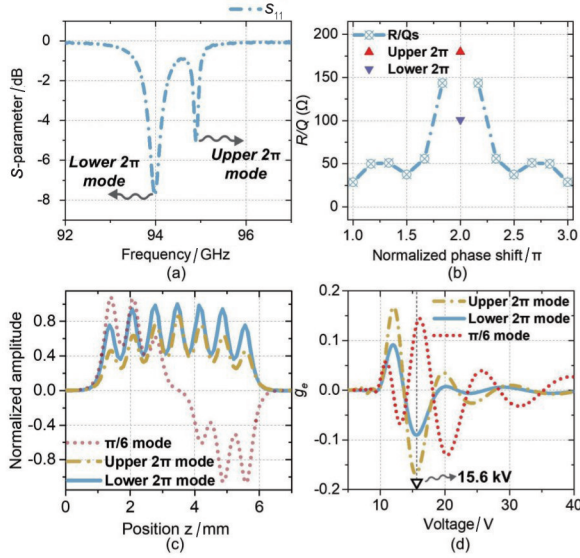 S11
S-parameter / dB
0
-2
-4
-6
-8
Lower 2π
mode
Upper 2π
mode
92
94
96
Frequency / GHz
(a)
R/Qs
Upper 2π
Lower 2π
R/Q (Ω)
200
150
100
50
0
1.0
1.5
2.0
2.5
3.0
Normalized phase shift / π
(b)
Normalized amplitude
0.8
0.4
0.0
-0.4
-0.8
π/6 mode
Upper 2π mode
Lower 2π mode
0
1
2
3
4
5
6
7
Position z / mm
(c)
Upper 2π mode
Lower 2π mode
π/6 mode
ge
0.2
0.1
0.0
-0.1
-0.2
15.6 kV
10
20
30
40
Voltage / V
(d)